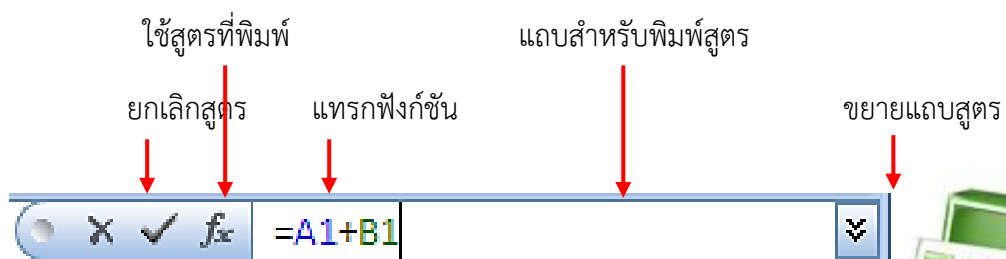 ใช้สูตรที่พิมพ์ แถบสำหรับพิมพ์สูตร
ยกเลิกสูตร แทรกฟังก์ชัน ขยายแถบสูตร
fx =A1+B1